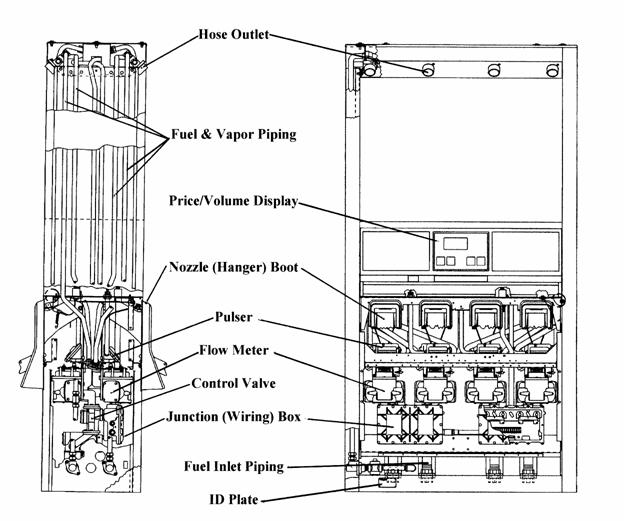 Hose Outlet
Fuel & Vapor Piping
Price/Volume Display
Nozzle (Hanger) Boot
Pulser
Flow Meter
Control Valve
Junction (Wiring) Box
Fuel Inlet Piping
ID Plate